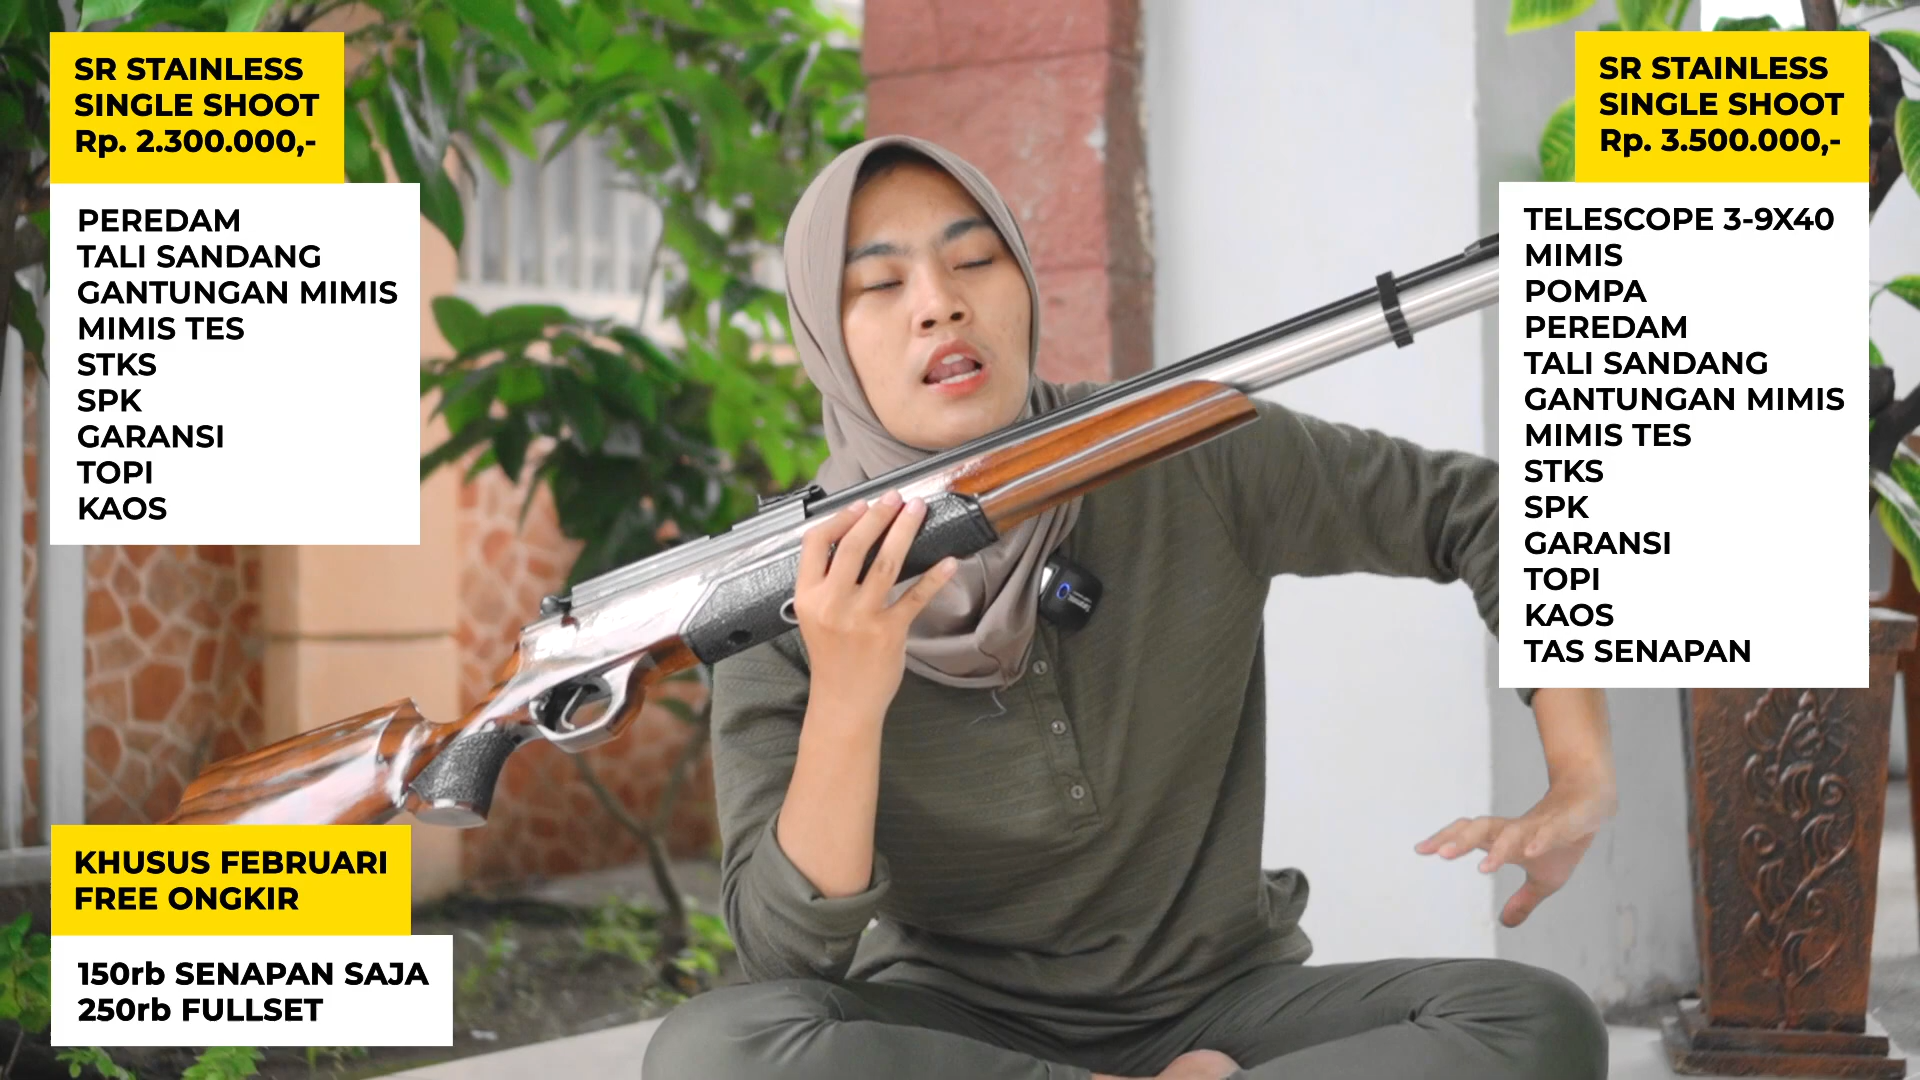 SR STAINLESS
SINGLE SHOOT
Rp. 2.300.000,-
PEREDAM
TALI SANDANG
GANTUNGAN MIMIS
MIMIS TES
STKS
SPK
GARANSI
TOPI
KAOS
KHUSUS FEBRUARI
FREE ONGKIR
150rb SENAPAN SAJA
250rb FULLSET
SR STAINLESS
SINGLE SHOOT
Rp. 3.500.000,-
TELESCOPE 3-9X40
MIMIS
POMPA
PEREDAM
TALI SANDANG
GANTUNGAN MIMIS
MIMIS TES
STKS
SPK
GARANSI
TOPI
KAOS
TAS SENAPAN